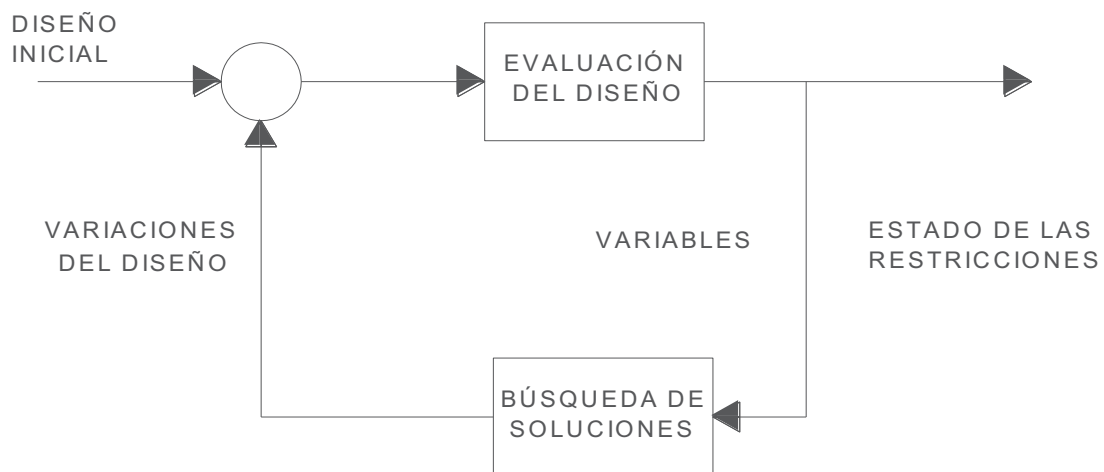 DISEÑO
INICIAL
EVALUACIÓN
DEL DISEÑO
VARIACIONES
DEL DISEÑO
VARIABLES
ESTADO DE LAS
RESTRICCIONES
BÚSQUEDA DE
SOLUCIONES